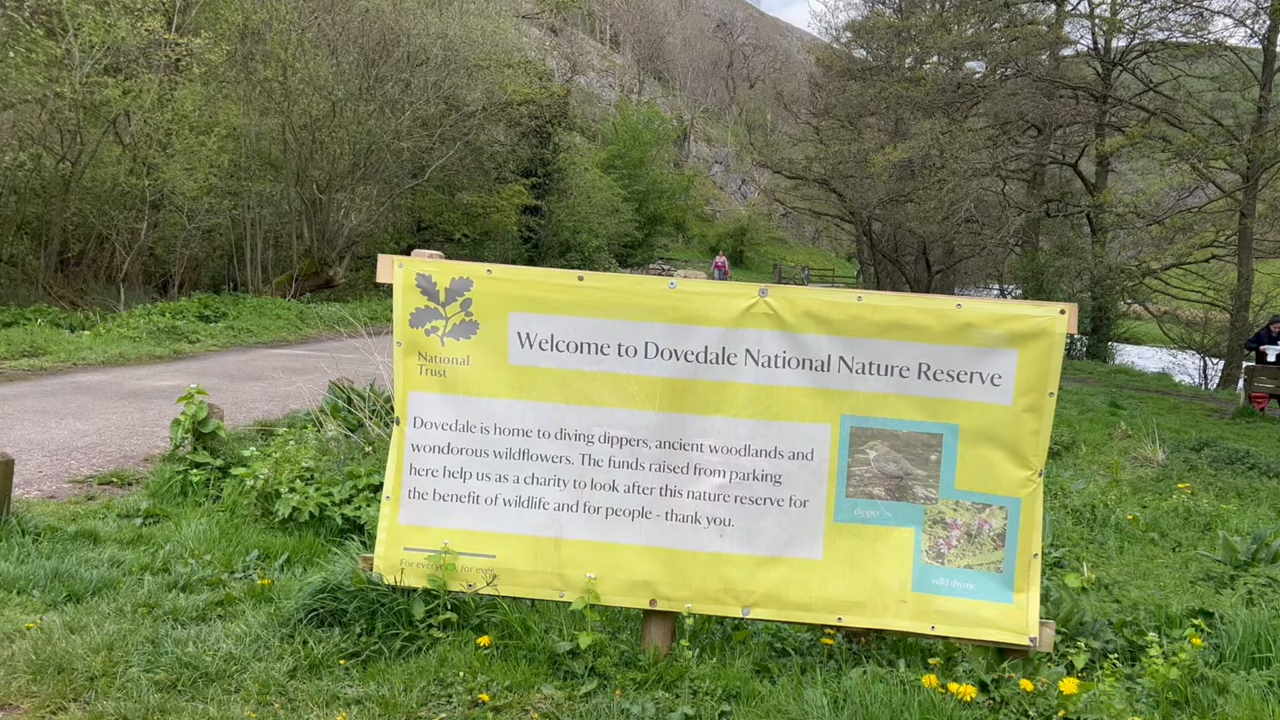 National
Trust
Welcome to Dovedale National Nature Reserve
Dovedale is home to diving dippers, ancient woodlands and
wondorous wildflowers. The funds raised from parking
here help us as a charity to look after this nature reserve for
the benefit of wildlife and for people - thank you.
dipper
wild thyme
For everyone, for ever